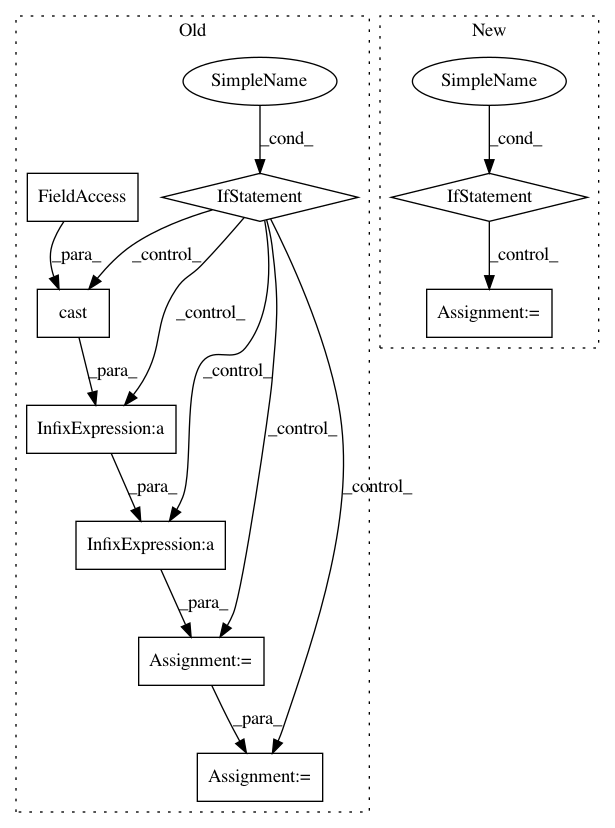 Old
New
SimpleName
SimpleName
_cond_
_cond_
FieldAccess
IfStatement
IfStatement
_para_
_control_
_control_
cast
_control_
Assignment:=
_para_
_control_
InfixExpression:a
_control_
_para_
_control_
InfixExpression:a
_para_
Assignment:=
_para_
Assignment:=